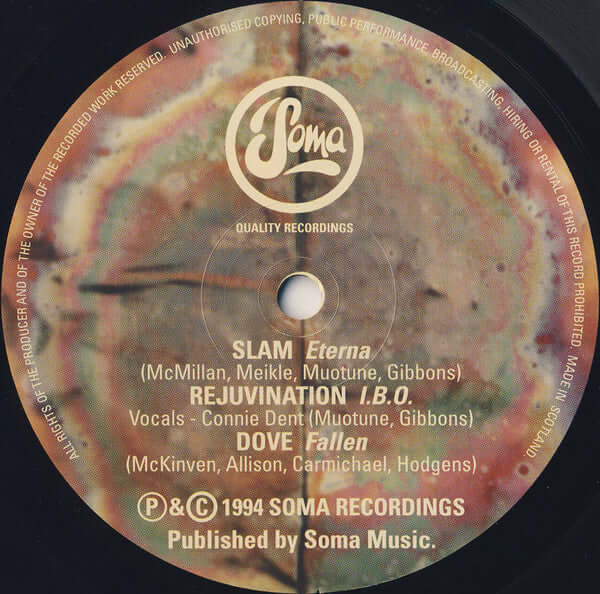 ALL RIGHTS OF THE PRODUCER AND OF THE OWNER OF THE RECORDED WORK RESERVED. UNAUTHORISED COPYING, PUBLIC PERFORMANCE, BROADCASTING, HIRING OR RENTAL OF THIS RECORD PROHIBITED. MADE IN SCOTLAND
Soma
QUALITY RECORDINGS
SLAM Eterna
(McMillan, Meikle, Muotune, Gibbons)
REJUVINATION I.B.O.
Vocals - Connie Dent (Muotune, Gibbons)
DOVE Fallen
(McKinven, Allison, Carmichael, Hodgens)
Ⓟ&Ⓒ 1994 SOMA RECORDINGS
Published by Soma Music.